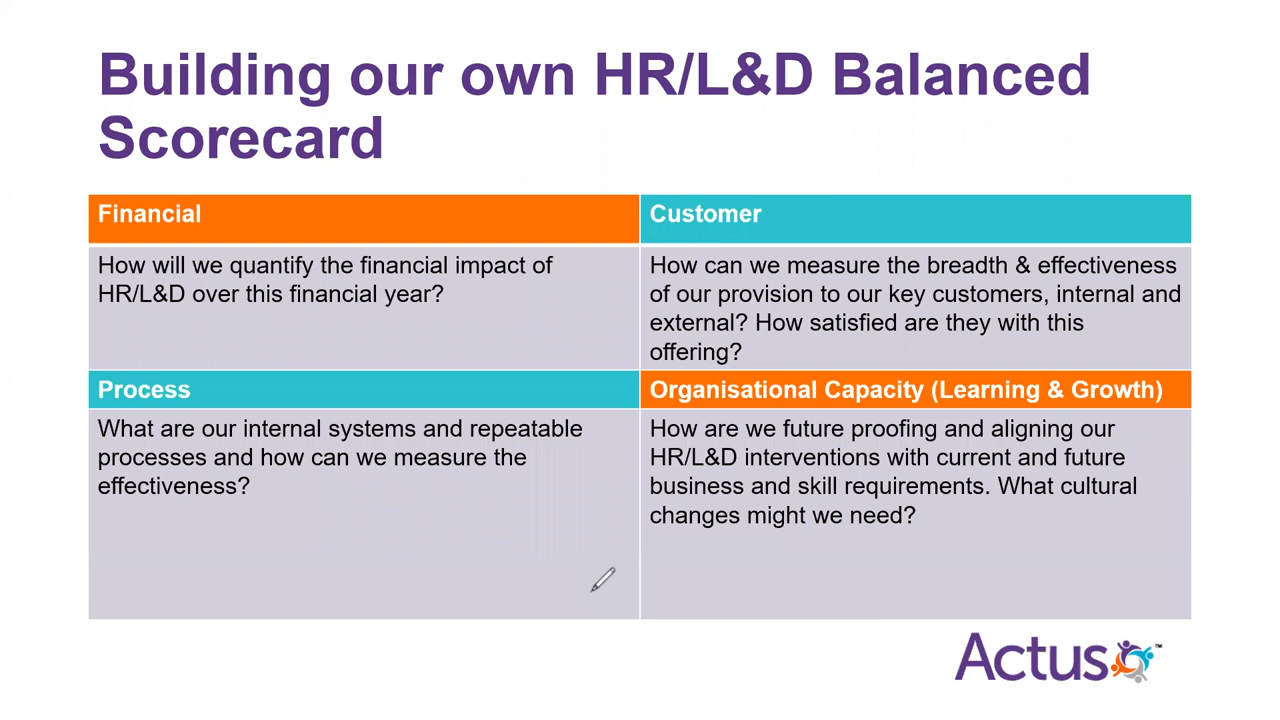 Building our own HR/L&D Balanced
Scorecard
Financial
Customer
How will we quantify the financial impact of
HR/L&D over this financial year?
How can we measure the breadth & effectiveness
of our provision to our key customers, internal and
external? How satisfied are they with this
offering?
Process
Organisational Capacity (Learning & Growth)
What are our internal systems and repeatable
processes and how can we measure the
effectiveness?
How are we future proofing and aligning our
HR/L&D interventions with current and future
business and skill requirements. What cultural
changes might we need?
Actus™